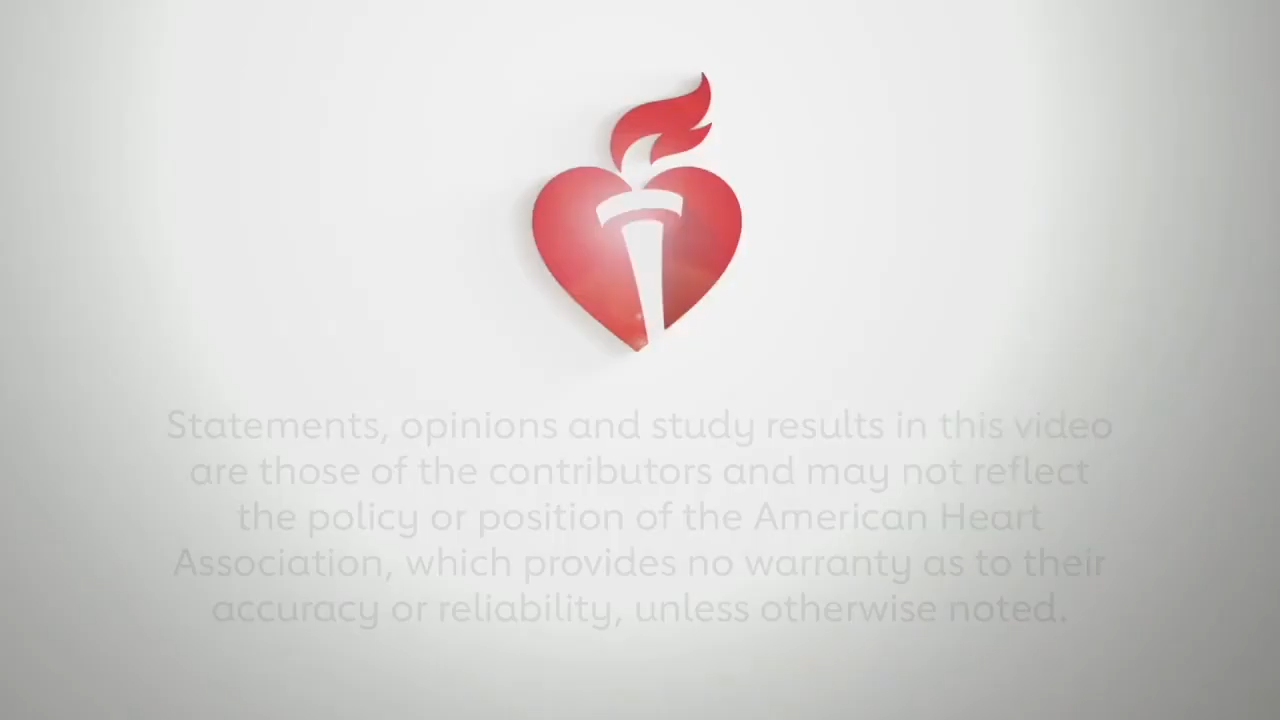 Statements, opinions and study results in this video
are those of the contributors and may not reflect
the policy or position of the American Heart
Association, which provides no warranty as to their
accuracy or reliability, unless otherwise noted.